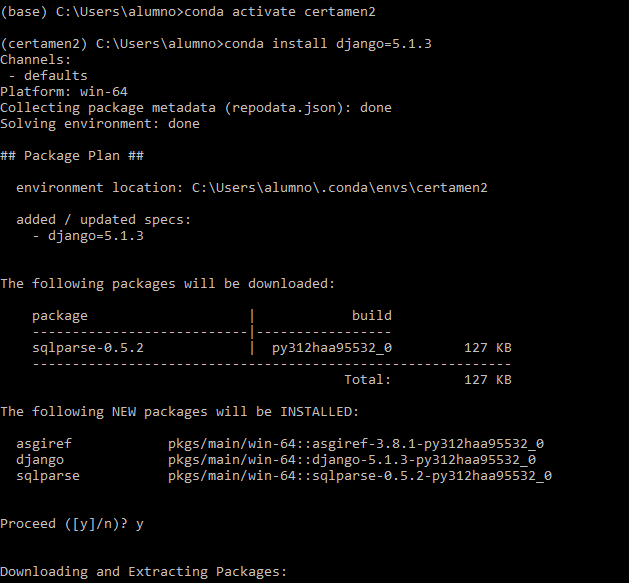 (base) C:\Users\alumno>conda activate certamen2
(certamen2) C:\Users\alumno>conda install django=5.1.3
Channels:
 - defaults
Platform: win-64
Collecting package metadata (repodata.json): done
Solving environment: done
## Package Plan ##
  environment location: C:\Users\alumno\.conda\envs\certamen2
  added / updated specs:
    - django=5.1.3
The following packages will be downloaded:
    package                    |            build
    ---------------------------|-----------------
    sqlparse-0.5.2             |  py312haa95532_0         127 KB
    ------------------------------------------------------------
                                           Total:         127 KB
The following NEW packages will be INSTALLED:
  asgiref            pkgs/main/win-64::asgiref-3.8.1-py312haa95532_0
  django             pkgs/main/win-64::django-5.1.3-py312haa95532_0
  sqlparse           pkgs/main/win-64::sqlparse-0.5.2-py312haa95532_0
Proceed ([y]/n)? y
Downloading and Extracting Packages: